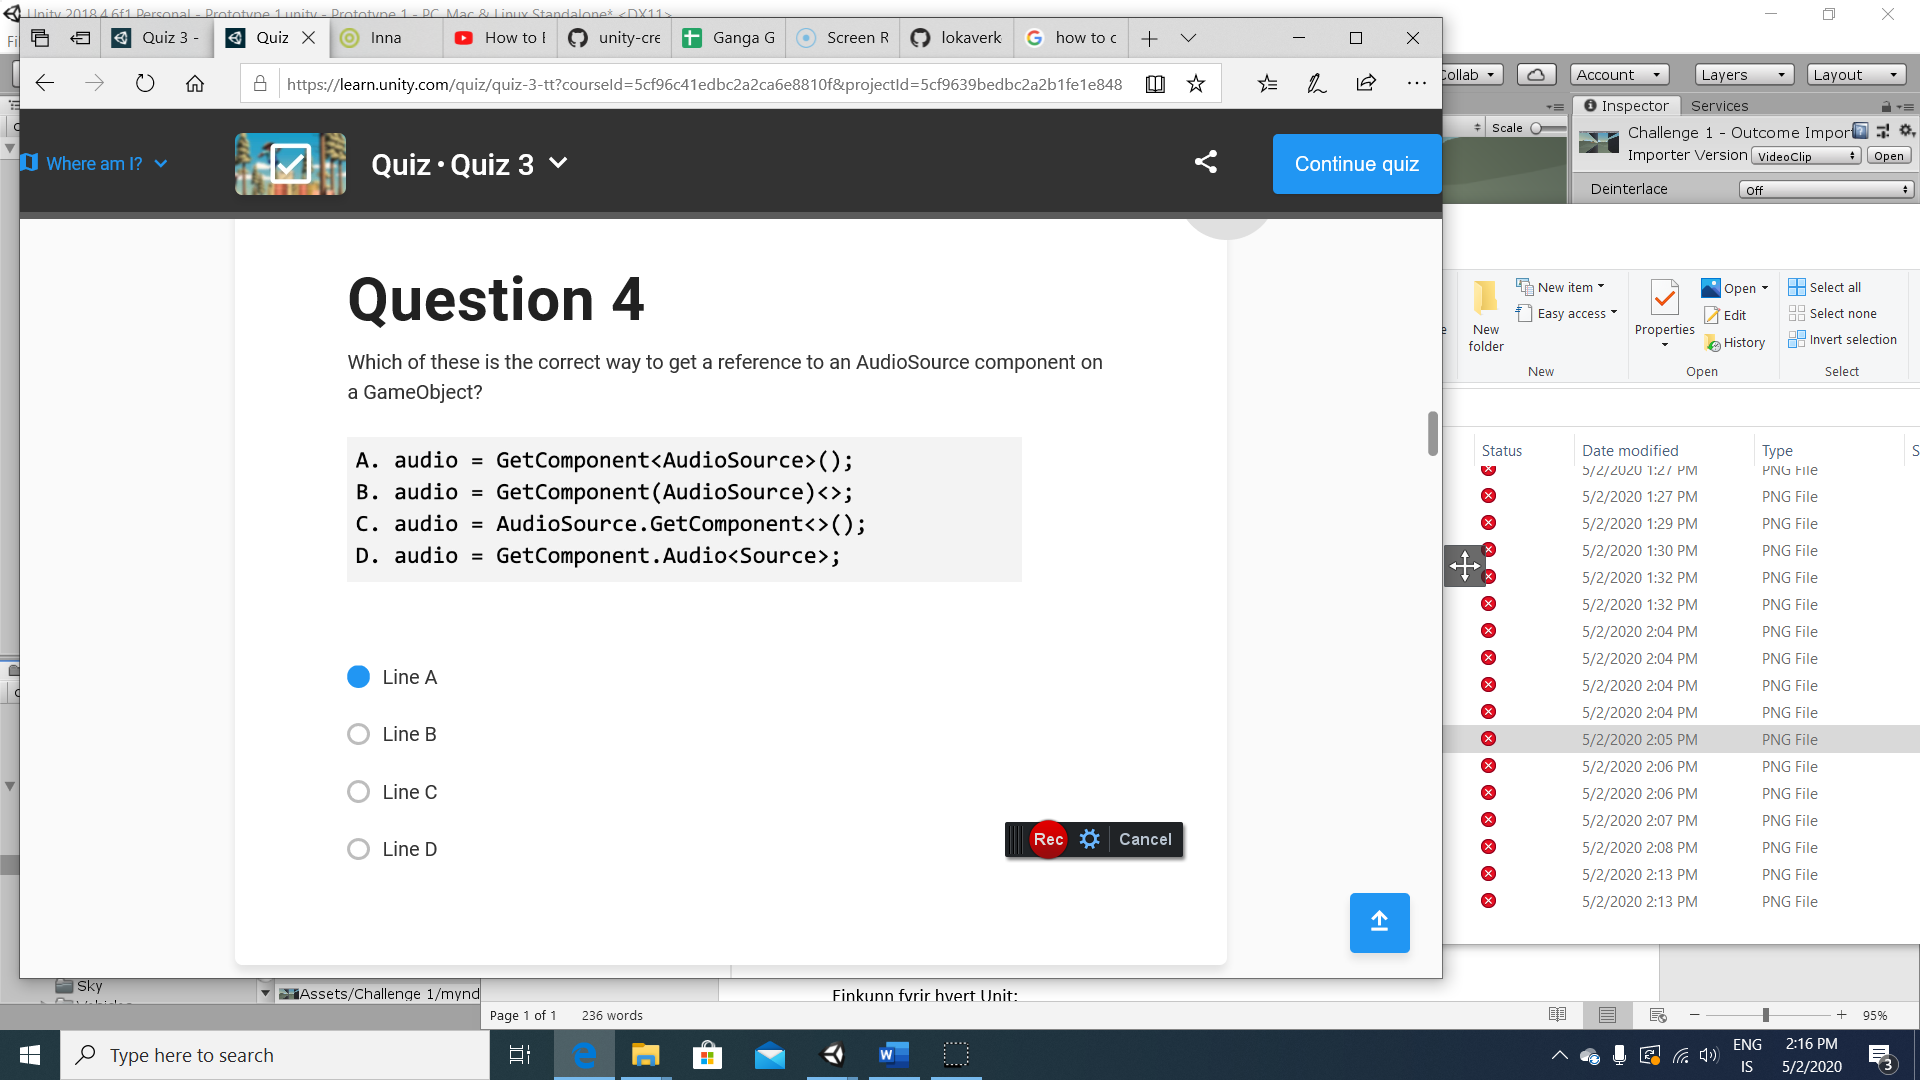 Unity 2018.4.6f1 Personal - Prototype 1.unity - Prototype 1 - PC, Mac & Linux Standalone* <DX11>
Quiz 3 -
Quiz
Inna
How to
unity-cre
Ganga G
Screen R
lokaverk
how to c
https://learn.unity.com/quiz/quiz-3-tt?courseId=5cf96c41edbc2a2ca6e8810f&projectId=5cf9639bedbc2a2b1fe1e848
Collab
Account
Layers
Layout
Inspector
Services
Scale
Challenge 1 - Outcome Impor
Importer Version
VideoClip
Open
Deinterlace
Off
Where am I?
Quiz · Quiz 3
Continue quiz
Question 4
Which of these is the correct way to get a reference to an AudioSource component on
a GameObject?
A. audio = GetComponent<AudioSource>();
B. audio = GetComponent(AudioSource)<>;
C. audio = AudioSource.GetComponent<>();
D. audio = GetComponent.Audio<Source>;
Line A
Line B
Line C
Line D
Rec
Cancel
New folder
New item
Easy access
New
Properties
Open
Edit
History
Open
Select all
Select none
Invert selection
Select
Status Date modified Type S
5/2/2020 1:27 PM PNG File
5/2/2020 1:27 PM PNG File
5/2/2020 1:29 PM PNG File
5/2/2020 1:30 PM PNG File
5/2/2020 1:32 PM PNG File
5/2/2020 1:32 PM PNG File
5/2/2020 2:04 PM PNG File
5/2/2020 2:04 PM PNG File
5/2/2020 2:04 PM PNG File
5/2/2020 2:04 PM PNG File
5/2/2020 2:05 PM PNG File
5/2/2020 2:06 PM PNG File
5/2/2020 2:06 PM PNG File
5/2/2020 2:07 PM PNG File
5/2/2020 2:08 PM PNG File
5/2/2020 2:13 PM PNG File
5/2/2020 2:13 PM PNG File
Sky
Assets/Challenge 1/mynd
Einkunn fyrir hvert Unit:
Page 1 of 1
236 words
95%
Type here to search
ENG
IS
2:16 PM
5/2/2020
3